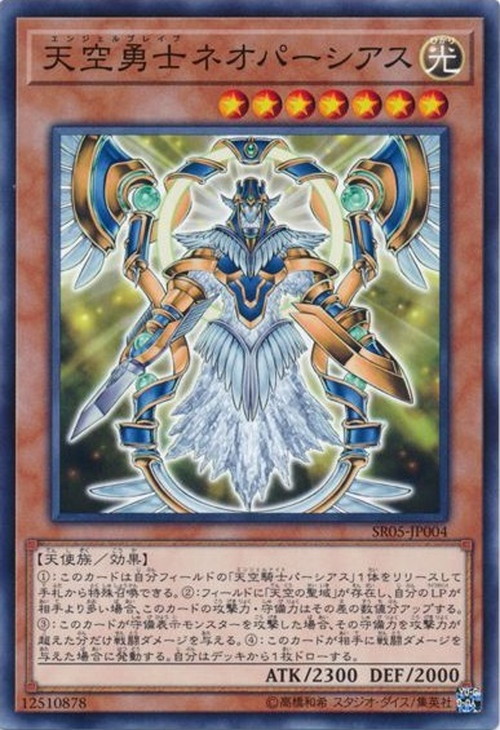 エンジェルブレイブ
天空勇士ネオパーシアス
ひかり
光
SR05-JP004
【天使族／効果】
①：このカードは自分フィールドの「天空騎士パーシアス」１体をリリースして
手札から特殊召喚できる。②：フィールドに「天空の聖域」が存在し、自分のLPが
相手より多い場合、このカードの攻撃力・守備力はその差の数値分アップする。
③：このカードが守備表示モンスターを攻撃した場合、その守備力を攻撃力が
超えた分だけ戦闘ダメージを与える。④：このカードが相手に戦闘ダメージを
与えた場合に発動する。自分はデッキから１枚ドローする。
ATK/2300 DEF/2000
12510878 ©高橋和希 スタジオ・ダイス/集英社